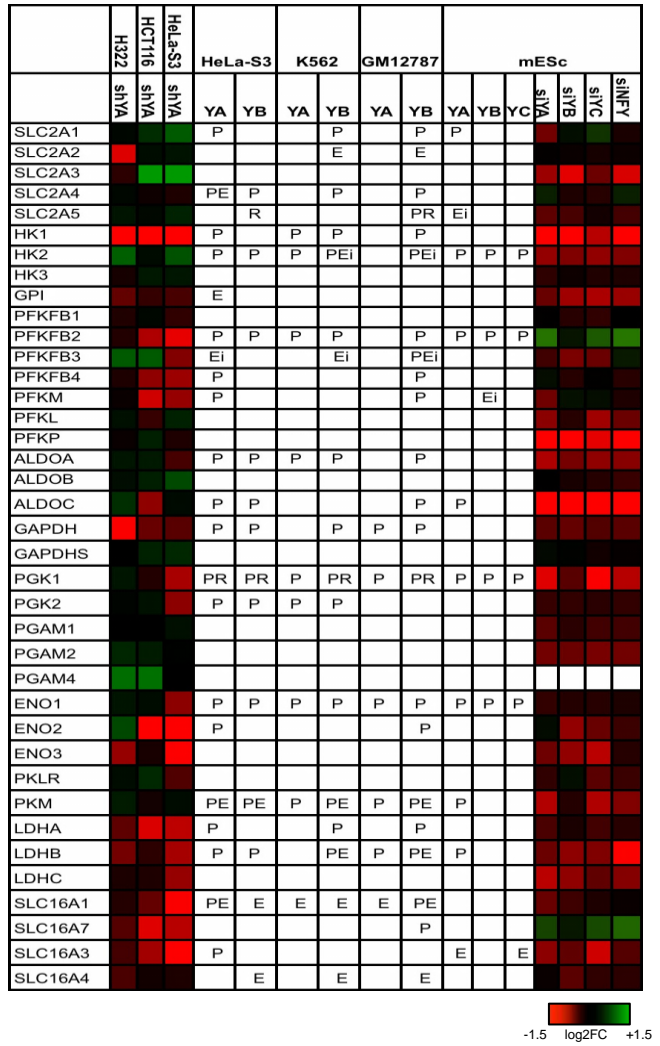 H322 HCT116 HeLa-S3 HeLa-S3 K562 GM12787 mESc
shYA shYA shYA YA YB YA YB YA YB YA YB YC siYA siYB siYC siNFY
SLC2A1 P P P P
SLC2A2 E E
SLC2A3
SLC2A4 PE P P P
SLC2A5 R PR Ei
HK1 P P P P
HK2 P P P PEi PEi P P P
HK3
GPI E
PFKFB1
PFKFB2 P P P P P P P P
PFKFB3 Ei Ei PEi
PFKFB4 P P
PFKM P P Ei
PFKL
PFKP
ALDOA P P P P P
ALDOB
ALDOC P P P P
GAPDH P P P P P
GAPDHS
PGK1 PR PR P PR P PR P P P
PGK2 P P P P
PGAM1
PGAM2
PGAM4
ENO1 P P P P P P P P P
ENO2 P P
ENO3
PKLR
PKM PE PE P PE P PE P
LDHA P P P
LDHB P P PE P PE P
LDHC
SLC16A1 PE E E E E PE
SLC16A7 P
SLC16A3 P E E
SLC16A4 E E E
-1.5 log2FC +1.5